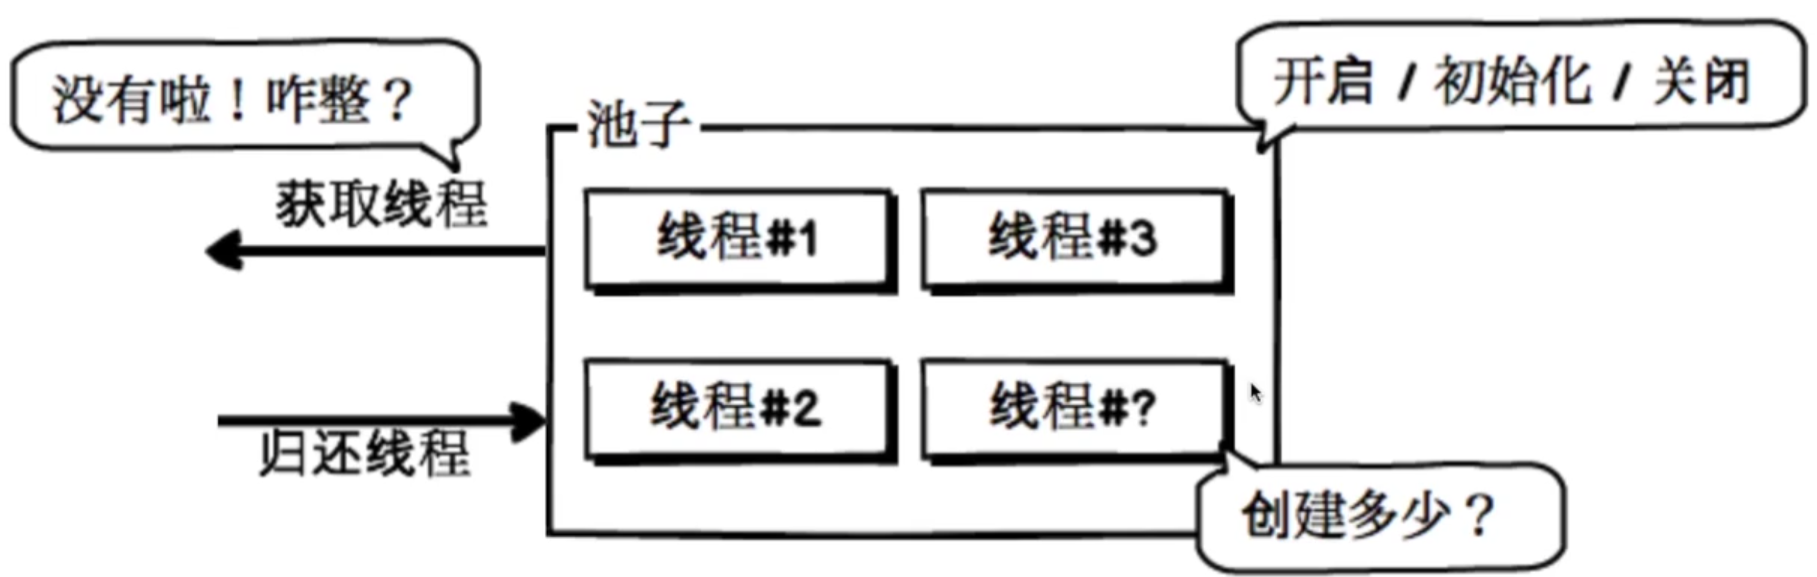 没有啦！咋整？
开启 / 初始化 / 关闭
池子
获取线程
线程#1
线程#3
线程#2
线程#?
归还线程
创建多少？